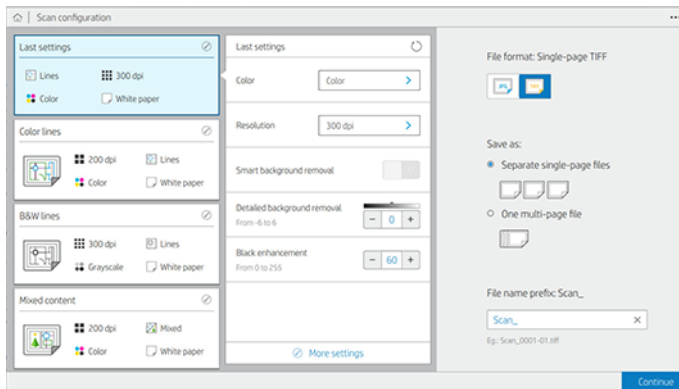 Scan configuration
Last settings
Lines
300 dpi
Color
White paper
Color lines
200 dpi
Lines
Color
White paper
B&W lines
300 dpi
Lines
Grayscale
White paper
Mixed content
200 dpi
Mixed
Color
White paper
Last settings
Color
Color
Resolution
300 dpi
Smart background removal
Detailed background removal
From -6 to 6
- 0 +
Black enhancement
From 0 to 255
- 60 +
More settings
File format: Single-page TIFF
JPG
Save as:
Separate single-page files
One multi-page file
File name prefix: Scan_
Scan_
Eg.: Scan_0001-01.tiff
Continue